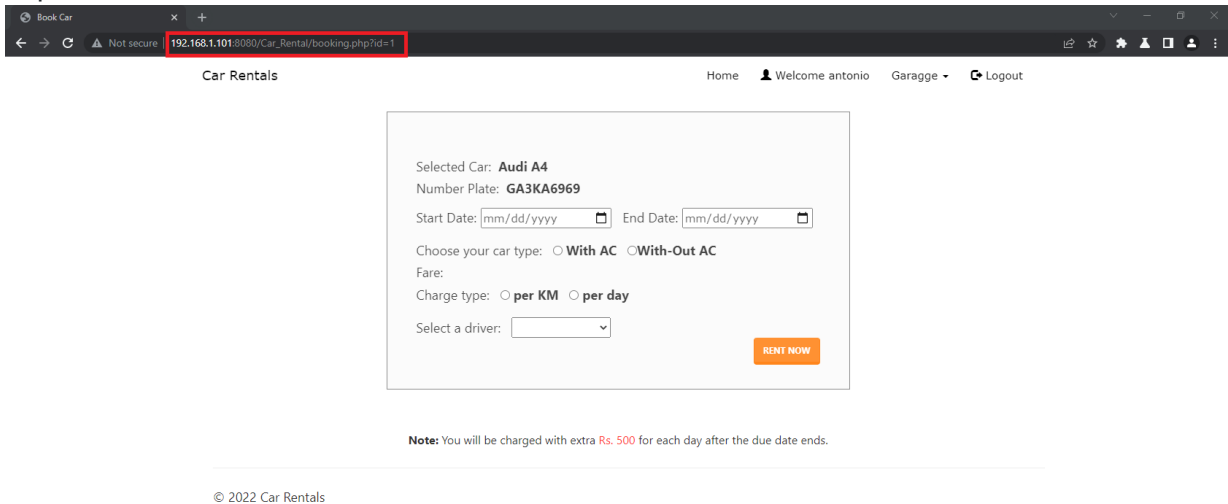 Book Car
Not secure 192.168.1.101:8080/Car_Rental/booking.php?id=1
Car Rentals Home Welcome antonio Garagge Logout
Selected Car: Audi A4
Number Plate: GA3KA6969
Start Date: mm/dd/yyyy End Date: mm/dd/yyyy
Choose your car type: With AC With-Out AC
Fare:
Charge type: per KM per day
Select a driver:
RENT NOW
Note: You will be charged with extra Rs. 500 for each day after the due date ends.
© 2022 Car Rentals